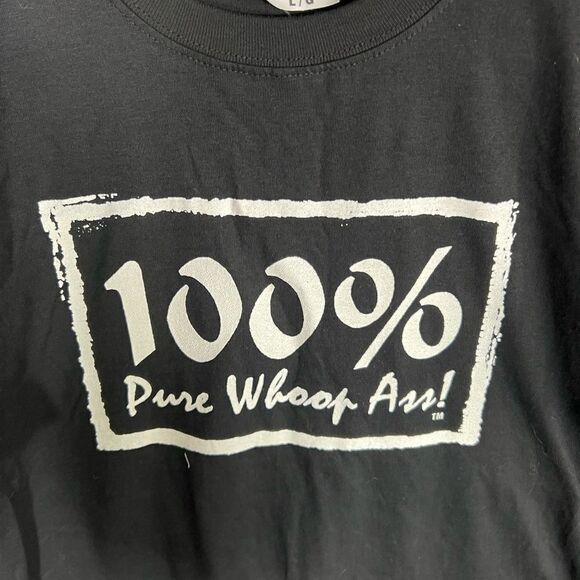 L/G
100%
Pure Whoop Ass!
TM